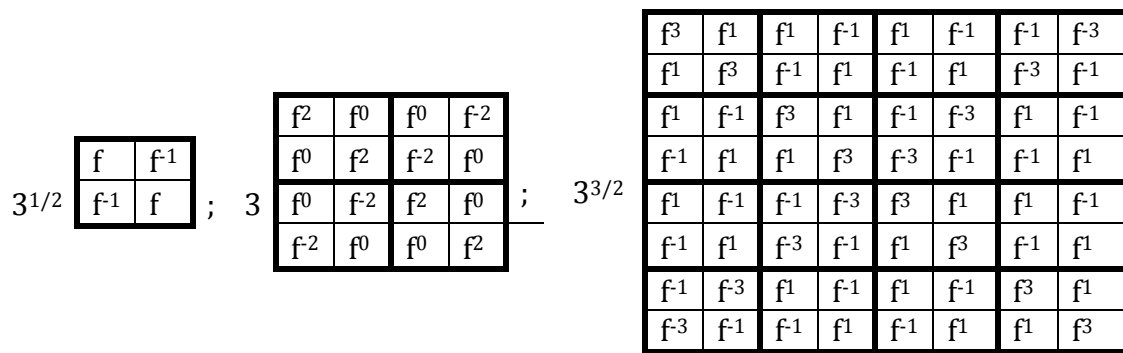 3^{1/2}
f f^{-1}
f^{-1} f
;
3
f^{2} f^{0} f^{0} f^{-2}
f^{0} f^{2} f^{-2} f^{0}
f^{0} f^{-2} f^{2} f^{0}
f^{-2} f^{0} f^{0} f^{2}
;
3^{3/2}
f^{3} f^{1} f^{1} f^{-1} f^{1} f^{-1} f^{-1} f^{-3}
f^{1} f^{3} f^{-1} f^{1} f^{-1} f^{1} f^{-3} f^{-1}
f^{1} f^{-1} f^{3} f^{1} f^{-1} f^{-3} f^{1} f^{-1}
f^{-1} f^{1} f^{1} f^{3} f^{-3} f^{-1} f^{-1} f^{1}
f^{1} f^{-1} f^{-1} f^{-3} f^{3} f^{1} f^{1} f^{-1}
f^{-1} f^{1} f^{-3} f^{-1} f^{1} f^{3} f^{-1} f^{1}
f^{-1} f^{-3} f^{1} f^{-1} f^{1} f^{-1} f^{3} f^{1}
f^{-3} f^{-1} f^{-1} f^{1} f^{-1} f^{1} f^{1} f^{3}